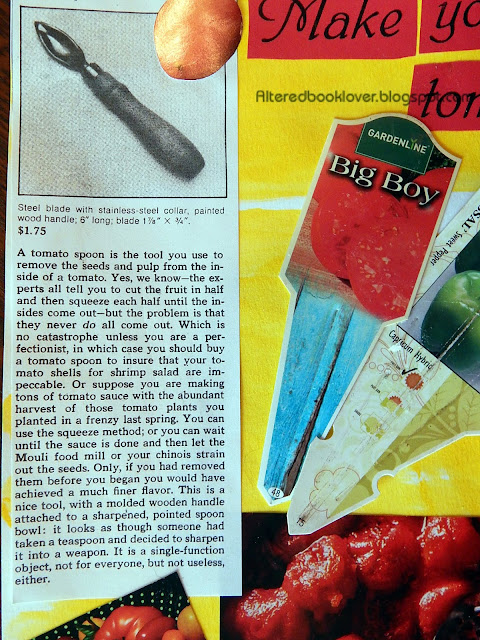 Make yo
tom
Alteredbooklover.blogspot.com
Steel blade with stainless-steel collar, painted
wood handle; 6" long; blade 1⅛" × ¾".
$1.75
A tomato spoon is the tool you use to
remove the seeds and pulp from the in-
side of a tomato. Yes, we know—the ex-
perts all tell you to cut the fruit in half
and then squeeze each half until the in-
sides come out—but the problem is that
they never do all come out. Which is
no catastrophe unless you are a per-
fectionist, in which case you should buy
a tomato spoon to insure that your to-
mato shells for shrimp salad are im-
peccable. Or suppose you are making
tons of tomato sauce with the abundant
harvest of those tomato plants you
planted in a frenzy last spring. You can
use the squeeze method; or you can wait
until the sauce is done and then let the
Mouli food mill or your chinois strain
out the seeds. Only, if you had removed
them before you began you would have
achieved a much finer flavor. This is a
nice tool, with a molded wooden handle
attached to a sharpened, pointed spoon
bowl: it looks as though someone had
taken a teaspoon and decided to sharpen
it into a weapon. It is a single-function
object, not for everyone, but not useless,
either.
GARDENLINE
Big Boy
48
Sweet Pepper
Capsicum Hybrid